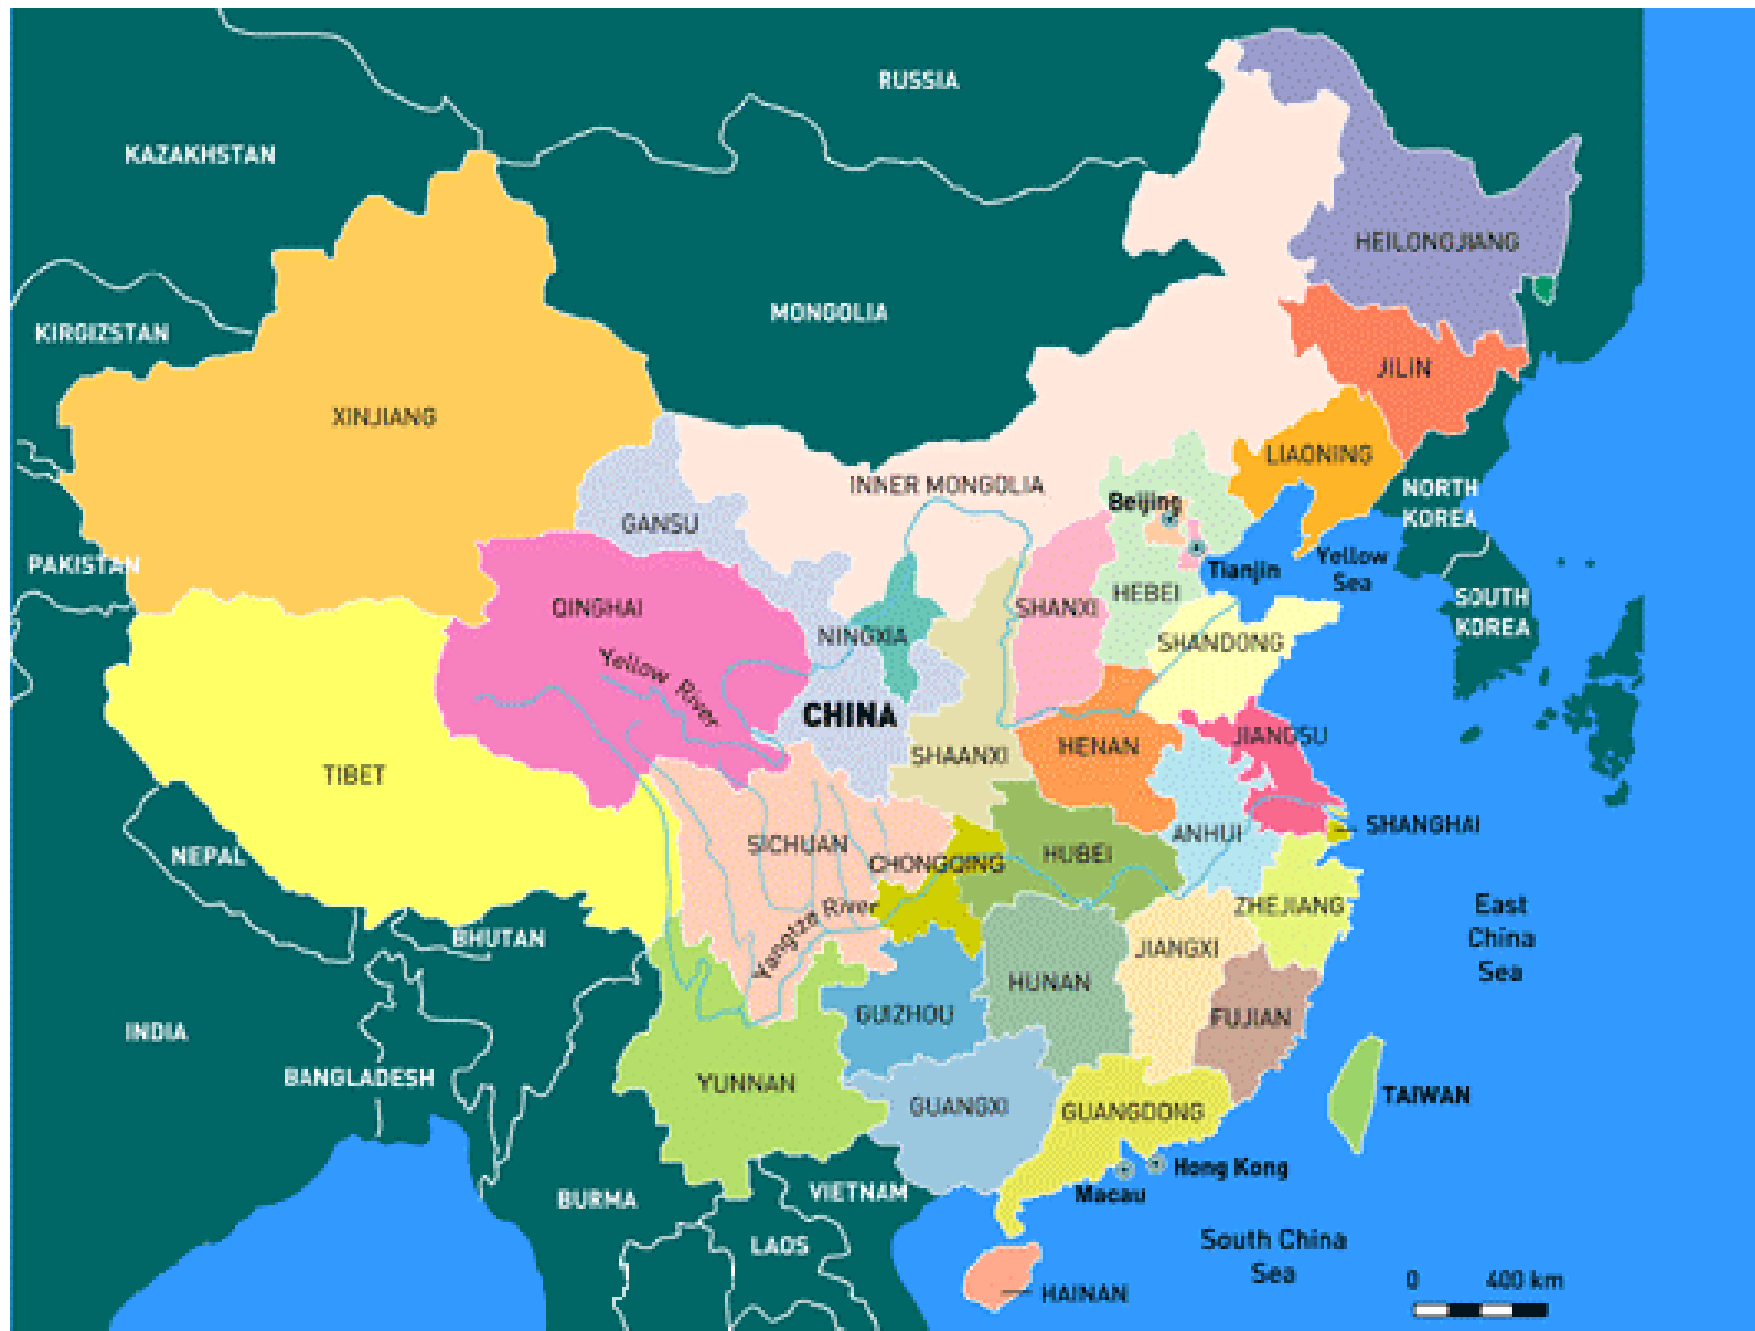 RUSSIA
KAZAKHSTAN
HEILONGJIANG
MONGOLIA
KIRGIZSTAN
JILIN
XINJIANG
LIAONING
INNER MONGOLIA
NORTH
KOREA
Beijing
GANSU
Yellow
Sea
PAKISTAN
Tianjin
HEBEI
SOUTH
KOREA
QINGHAI
SHANXI
NINGXIA
SHANDONG
Yellow River
CHINA
JIANGSU
HENAN
SHAANXI
TIBET
SHANGHAI
ANHUI
SICHUAN
HUBEI
NEPAL
CHONGQING
ZHEJIANG
East
China
Sea
Yangtze River
BHUTAN
JIANGXI
HUNAN
GUIZHOU
FUJIAN
INDIA
BANGLADESH
YUNNAN
TAIWAN
GUANGXI
GUANGDONG
Hong Kong
Macau
VIETNAM
BURMA
LAOS
South China
Sea
0 400 km
HAINAN